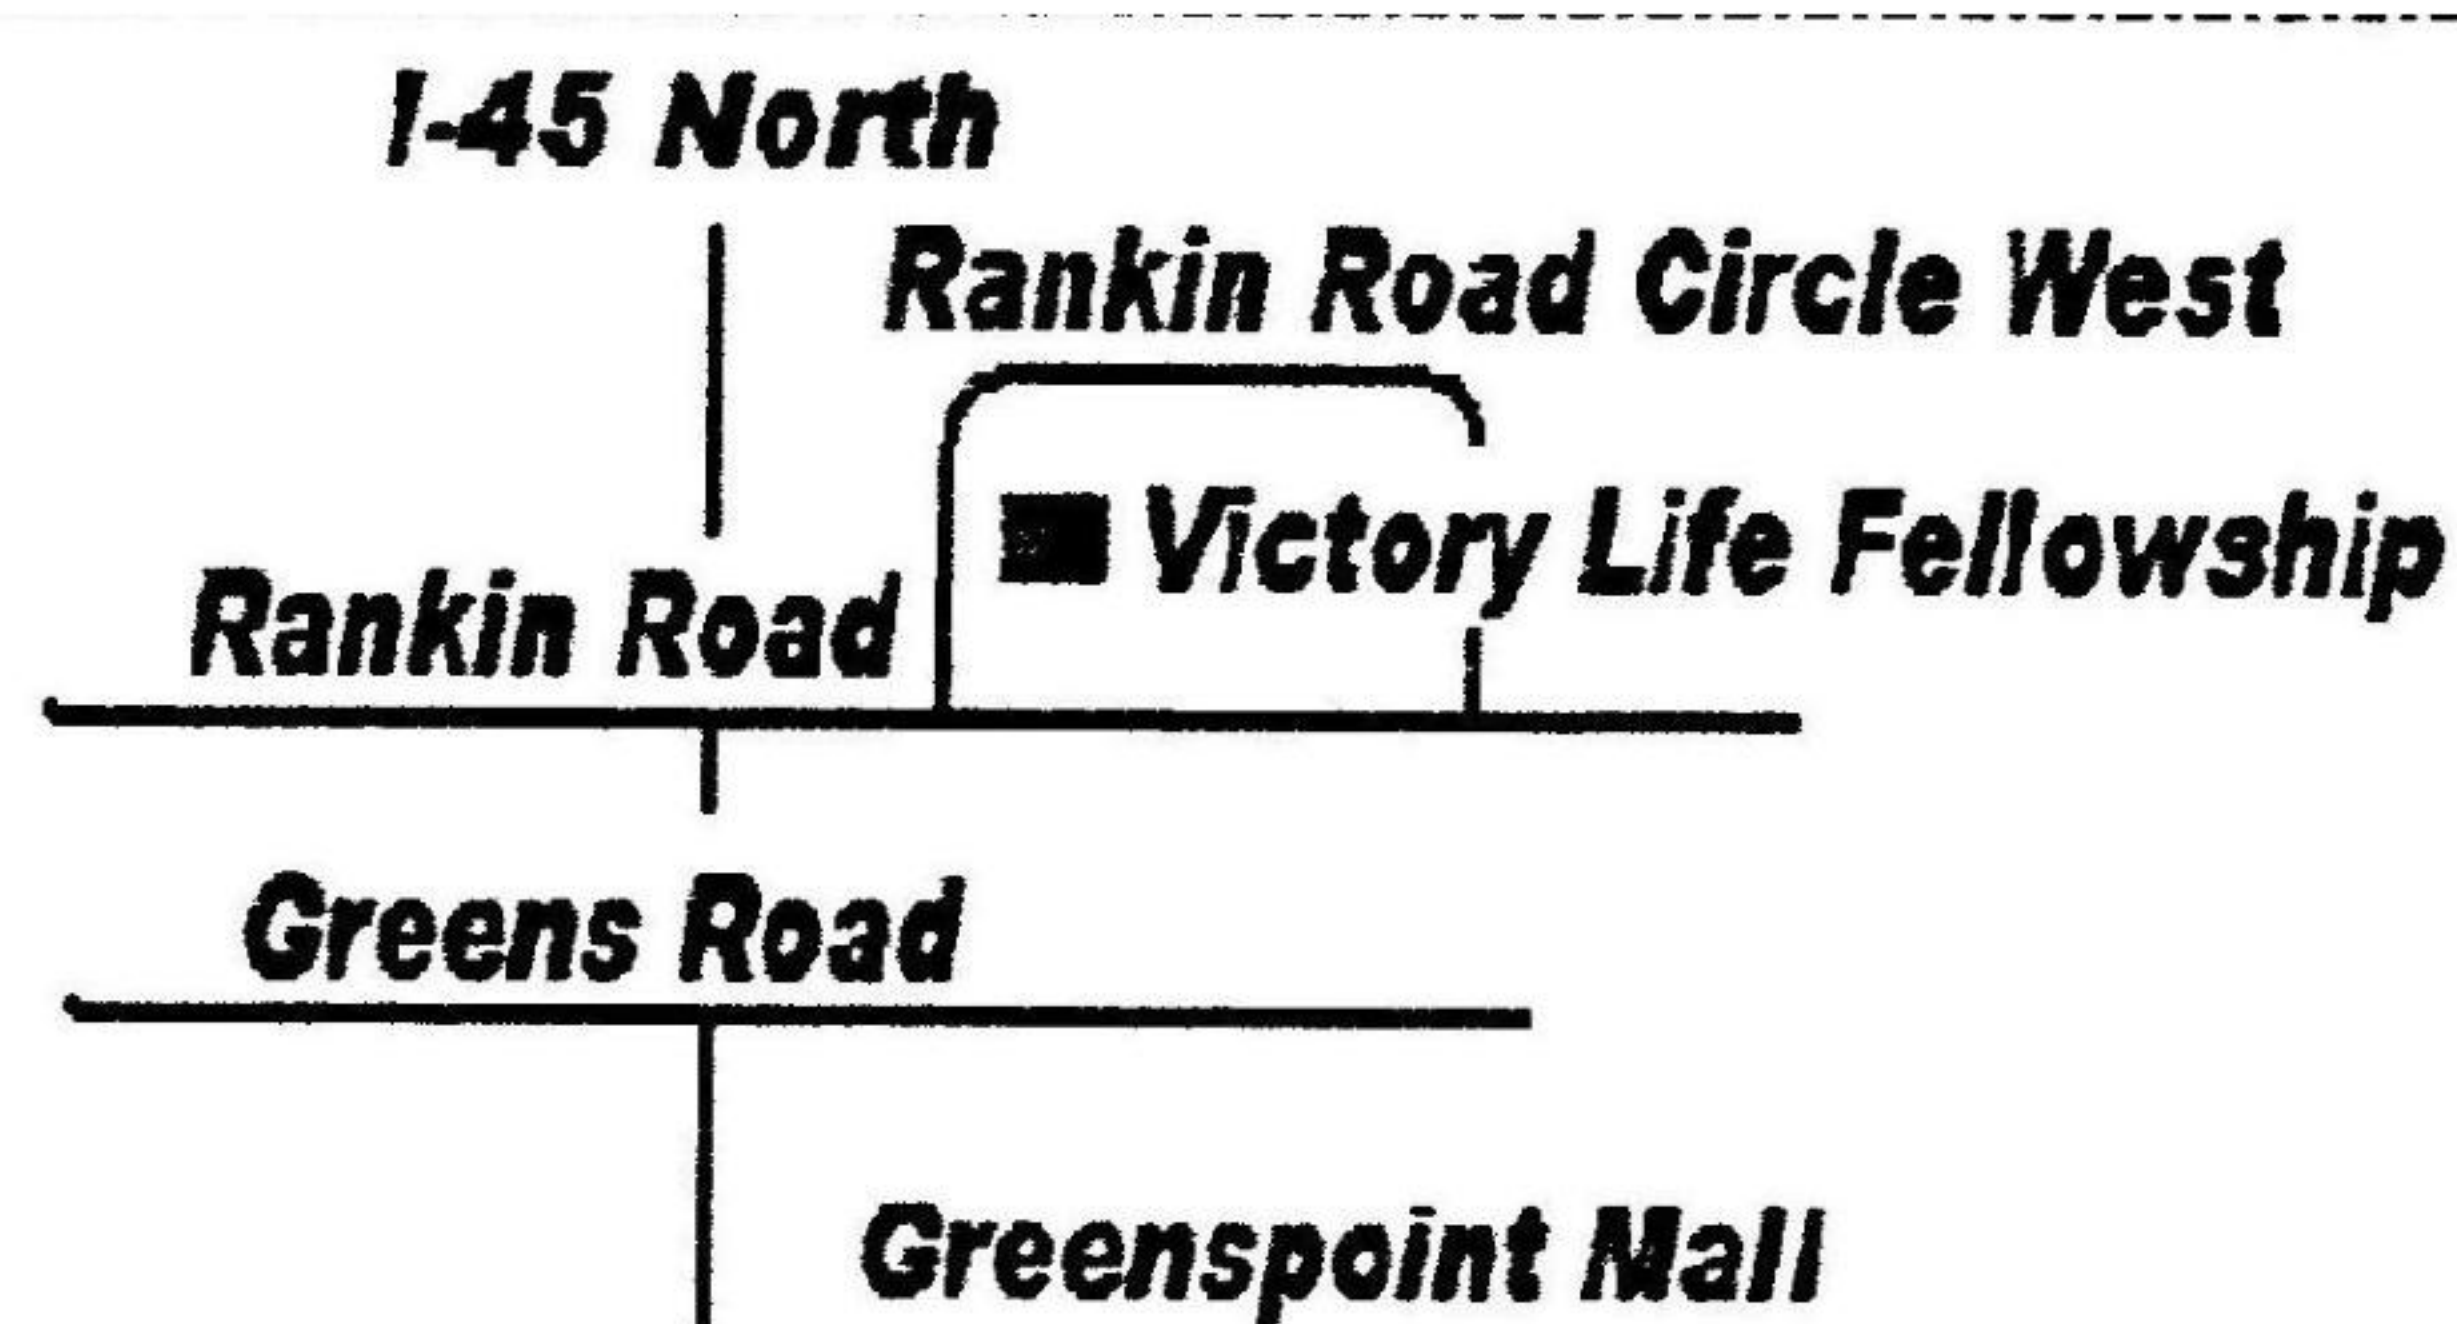 I-45 North
Rankin Road Circle West
Victory Life Fellowship
Rankin Road
Greens Road
Greenspoint Mall